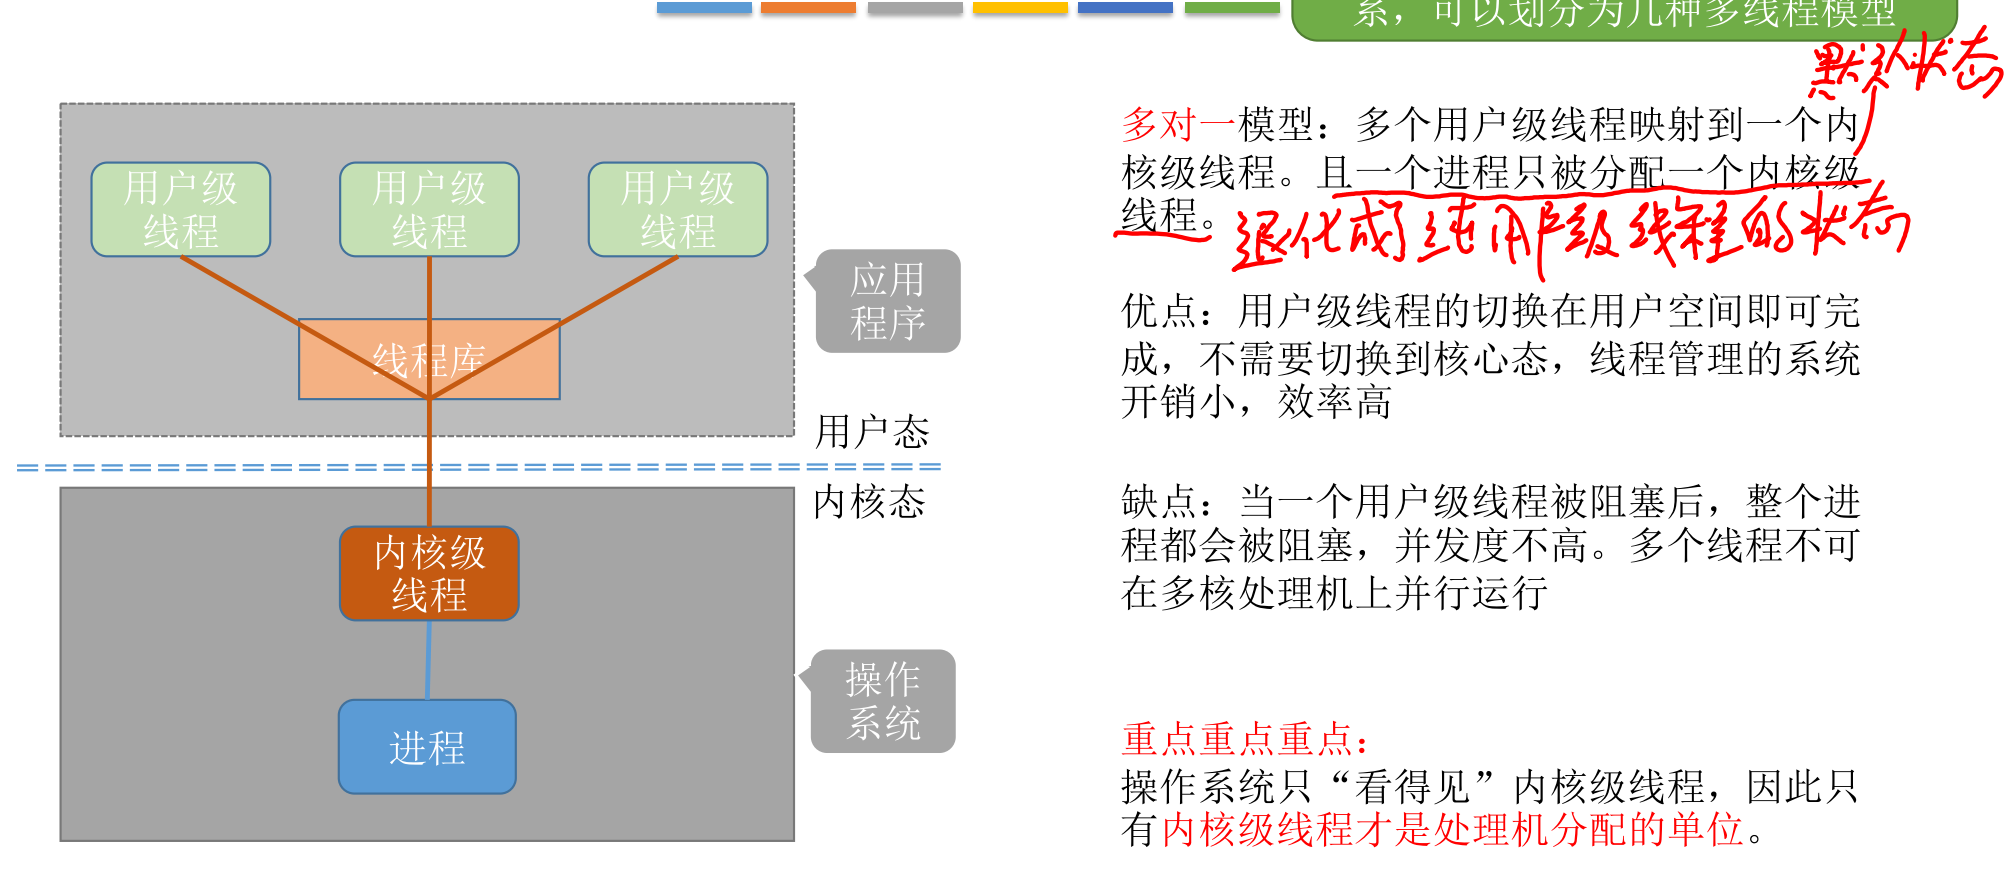 系，可以划分为几种多线程模型
默认状态
用户级
线程
用户级
线程
用户级
线程
线程库
应用
程序
用户态
内核态
内核级
线程
进程
操作
系统
多对一模型：多个用户级线程映射到一个内
核级线程。且一个进程只被分配一个内核级
线程。
退化成了纯用户级线程的状态
优点：用户级线程的切换在用户空间即可完
成，不需要切换到核心态，线程管理的系统
开销小，效率高
缺点：当一个用户级线程被阻塞后，整个进
程都会被阻塞，并发度不高。多个线程不可
在多核处理机上并行运行
重点重点重点：
操作系统只“看得见”内核级线程，因此只
有内核级线程才是处理机分配的单位。